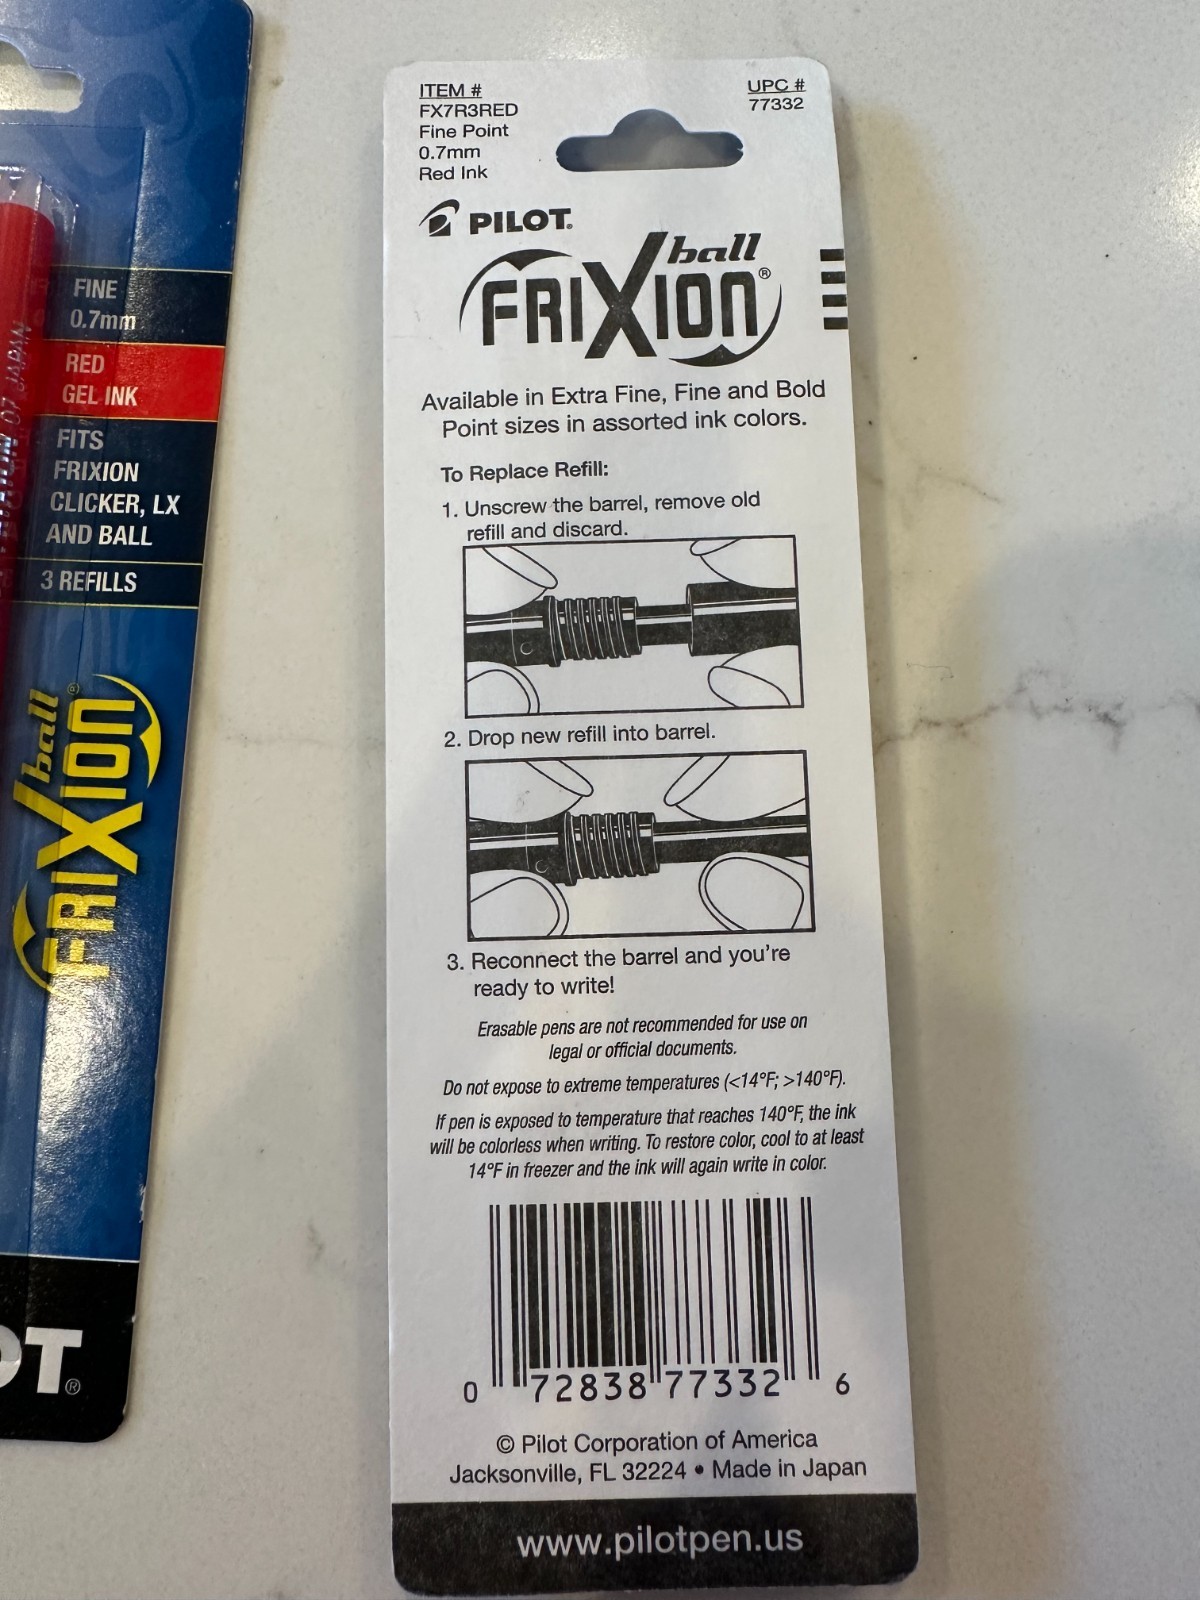 FINE
0.7mm
RED
GEL INK
FITS
FRIXION
CLICKER, LX
AND BALL
3 REFILLS
ball
FRIXION®
OT®
07 JAPAN
ITEM #
FX7R3RED
Fine Point
0.7mm
Red Ink
UPC #
77332
PILOT®
ball
FRIXION®
Available in Extra Fine, Fine and Bold
Point sizes in assorted ink colors.
To Replace Refill:
1. Unscrew the barrel, remove old
refill and discard.
2. Drop new refill into barrel.
3. Reconnect the barrel and you're
ready to write!
Erasable pens are not recommended for use on
legal or official documents.
Do not expose to extreme temperatures (<14°F; >140°F).
If pen is exposed to temperature that reaches 140°F, the ink
will be colorless when writing. To restore color, cool to at least
14°F in freezer and the ink will again write in color.
0 72838 77332 6
© Pilot Corporation of America
Jacksonville, FL 32224 • Made in Japan
www.pilotpen.us